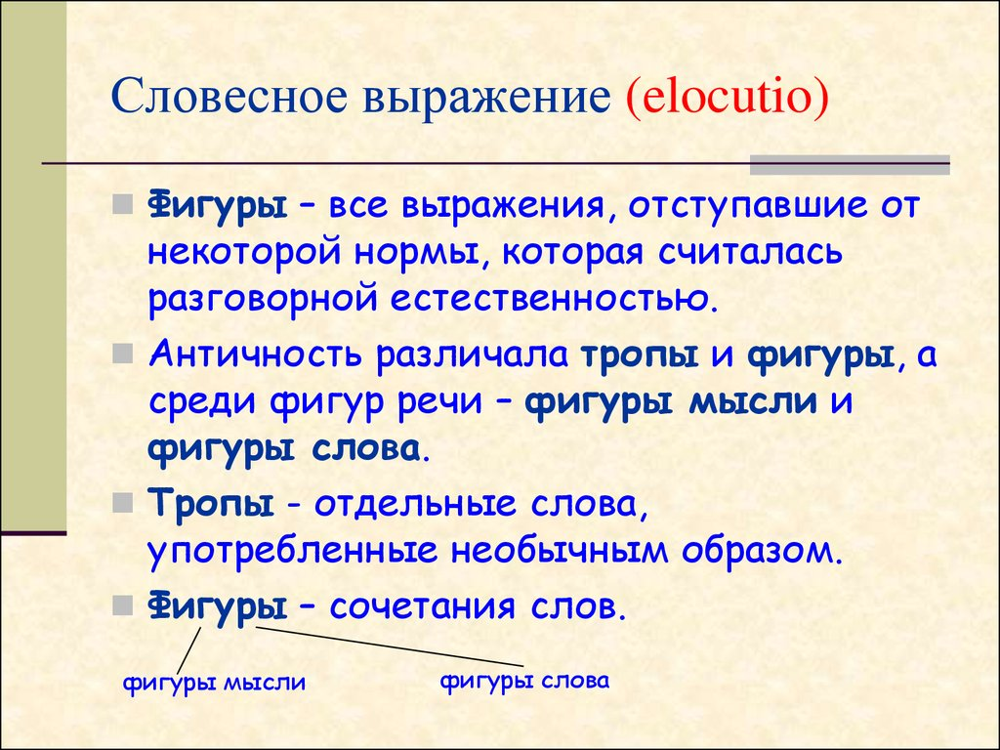 Словесное выражение (elocutio)
Фигуры – все выражения, отступавшие от
некоторой нормы, которая считалась
разговорной естественностью.
Античность различала тропы и фигуры, а
среди фигур речи – фигуры мысли и
фигуры слова.
Тропы - отдельные слова,
употребленные необычным образом.
Фигуры – сочетания слов.
фигуры мысли
фигуры слова